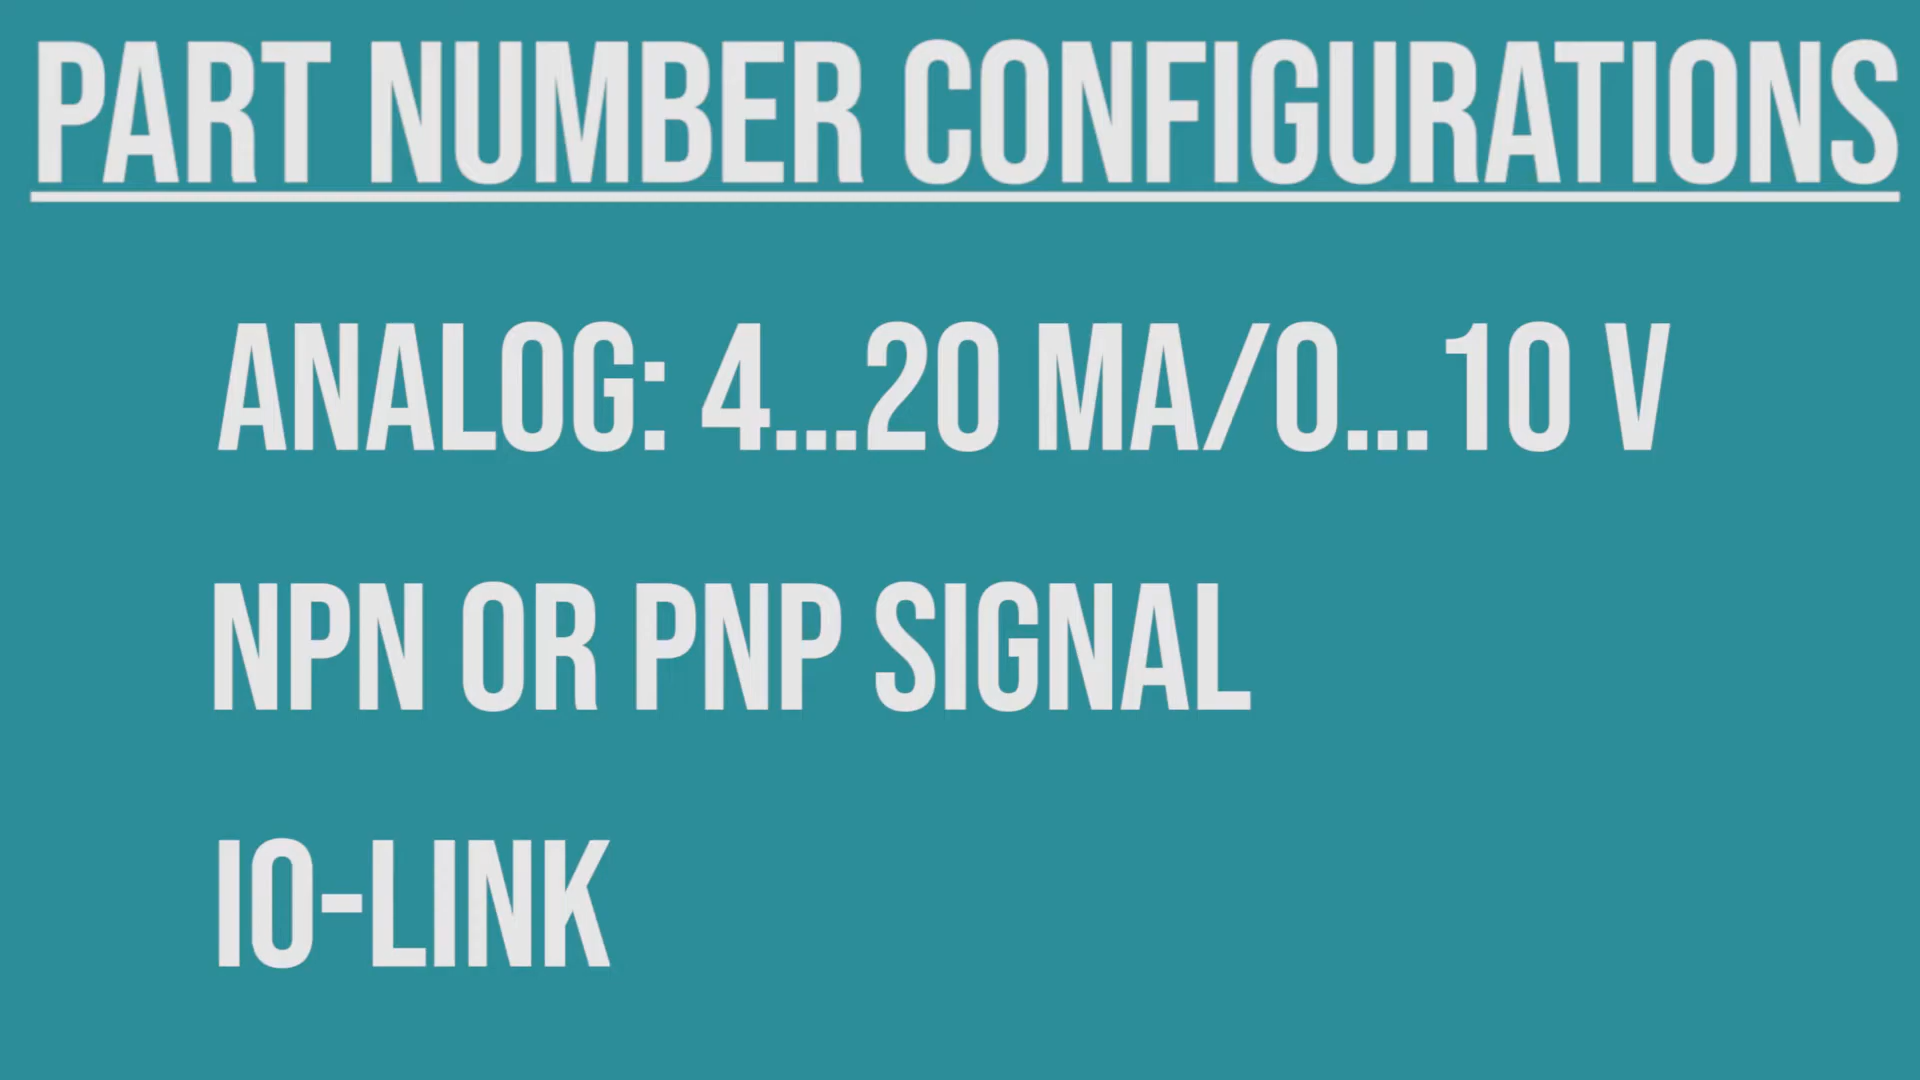 PART NUMBER CONFIGURATIONS
ANALOG: 4...20 MA/0...10 V
NPN OR PNP SIGNAL
IO-LINK